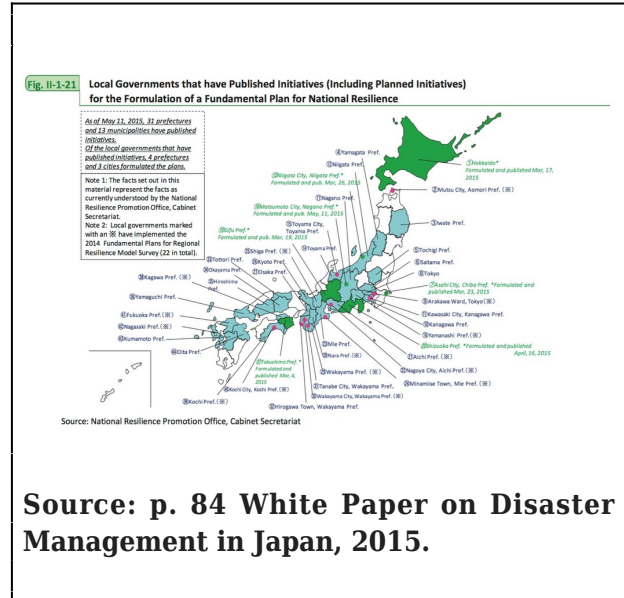 Fig. II-1-21
Local Governments that have Published Initiatives (Including Planned Initiatives)
for the Formulation of a Fundamental Plan for National Resilience
As of May 11, 2015, 31 prefectures
and 13 municipalities have published
initiatives.
Of the local governments that have
published initiatives, 4 prefectures
and 3 cities formulated the plans.
Note 1: The facts set out in this
material represent the facts as
currently understood by the National
Resilience Promotion Office, Cabinet
Secretariat.
Note 2: Local governments marked
with an ※ have implemented the
2014 Fundamental Plans for Regional
Resilience Model Survey (22 in total).
④Yamagata Pref.
⑬Niigata Pref.
Niigata City, Niigata Pref.*
Formulated and pub. Mar, 26, 2015
⑰Nagano Pref.
Matsumoto City, Nagano Pref.*
Formulated and pub. May, 11, 2015
⑮Toyama City,
Toyama Pref.
⑭Toyama Pref.
Gifu Pref.*
Formulated and pub. Mar, 19, 2015
Shiga Pref.(※)
Kyoto Pref.
Osaka Pref.
Tottori Pref.
Okayama Pref.
Hiroshima
Pref.
Kagawa Pref.(※)
Yamaguchi Pref.
Fukuoka Pref.(※)
Nagasaki Pref.(※)
Kumamoto Pref.
Oita Pref.
①Hokkaido*
Formulated and published Mar, 17,
2015
②Mutsu City, Aomori Pref.(※)
③Iwate Pref.
⑤Tochigi Pref.
⑥Saitama Pref.
⑧Tokyo
⑦Asahi City, Chiba Pref. *Formulated
and published Mar, 23, 2015
Arakawa Ward, Tokyo(※)
Kawasaki City, Kanagawa Pref.
Kanagawa Pref.
Yamanashi Pref.(※)
Shizuoka Pref. *Formulated and published
April, 16, 2015
Aichi Pref.(※)
Nagoya City, Aichi Pref.(※)
Minamiise Town, Mie Pref.(※)
Mie Pref.
Nara Pref.(※)
Wakayama Pref.(※)
Tanabe City, Wakayama Pref.
Wakayama City, Wakayama Pref.(※)
Hirogawa Town, Wakayama Pref.
Tokushima Pref.*
Formulated and
published Mar, 4,
2015
Kochi City, Kochi Pref.(※)
Kochi Pref.(※)
Source: National Resilience Promotion Office, Cabinet Secretariat
Source: p. 84 White Paper on Disaster
Management in Japan, 2015.